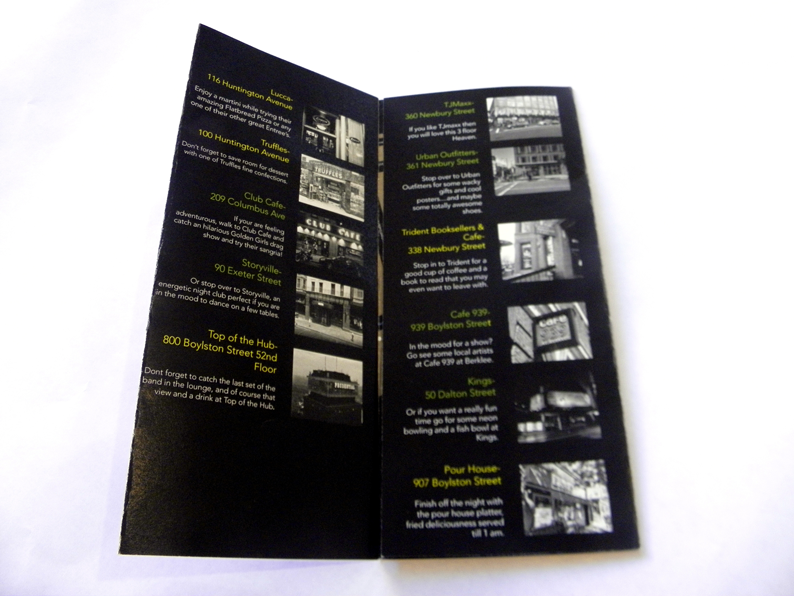 Lucca-
116 Huntington Avenue
Enjoy a martini while trying their
amazing Flatbread Pizza or any
one of their other great Entree's.
Truffles-
100 Huntington Avenue
Don't forget to save room for dessert
with one of Truffles fine confections.
TRUFFLES
Club Cafe-
209 Columbus Ave
If your are feeling
adventurous, walk to Club Cafe and
catch an hilarious Golden Girls drag
show and try their sangria!
CLUB CAFE
Storyville-
90 Exeter Street
Or stop over to Storyville, an
energetic night club perfect if you are
in the mood to dance on a few tables.
Top of the Hub-
800 Boylston Street 52nd
Floor
Dont forget to catch the last set of the
band in the lounge, and of course that
view and a drink at Top of the Hub.
PRUDENTIAL
TJMaxx-
360 Newbury Street
If you like TJmaxx then
you will love this 3 floor
Heaven.
Urban Outfitters-
361 Newbury Street
Stop over to Urban
Outfitters for some wacky
gifts and cool
posters....and maybe
some totally awesome
shoes.
Trident Booksellers &
Cafe-
338 Newbury Street
Stop in to Trident for a
good cup of coffee and a
book to read that you may
even want to leave with.
Cafe 939-
939 Boylston Street
In the mood for a show?
Go see some local artists
at Cafe 939 at Berklee.
Kings-
50 Dalton Street
Or if you want a really fun
time go for some neon
bowling and a fish bowl at
Kings.
Pour House-
907 Boylston Street
Finish off the night with
the pour house platter,
fried deliciousness served
till 1 am.